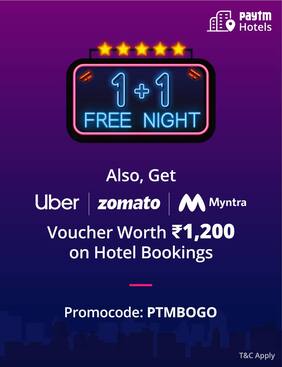 paytm
Hotels
1+1
FREE NIGHT
Also, Get
Uber zomato Myntra
Voucher Worth ₹1,200
on Hotel Bookings
Promocode: PTMBOGO
T&C Apply